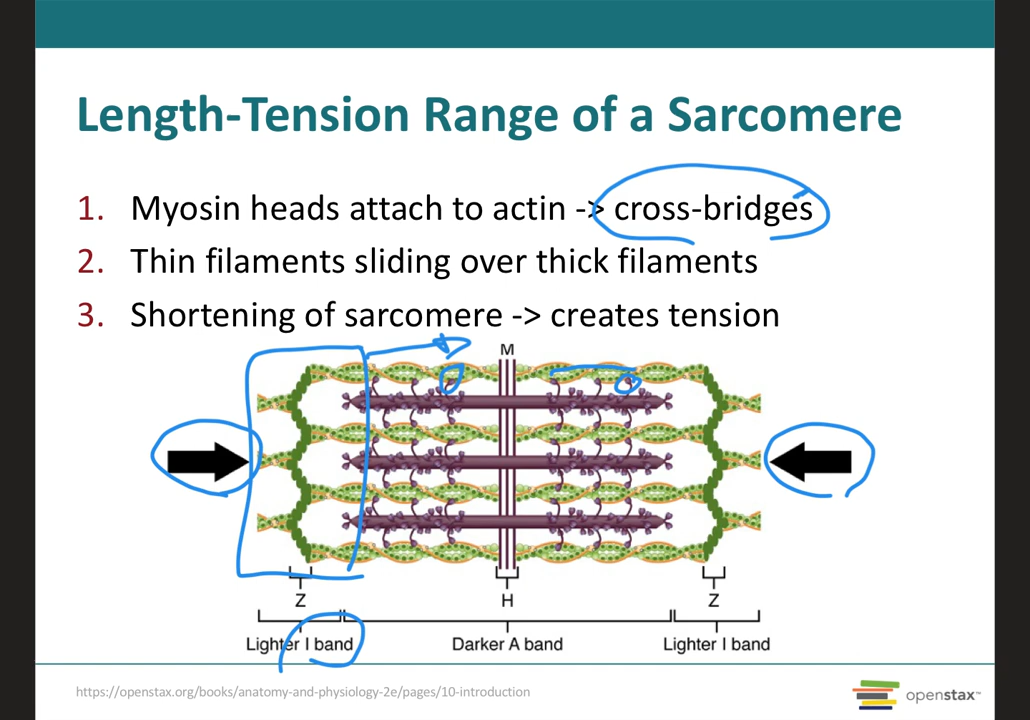 Length-Tension Range of a Sarcomere
1. Myosin heads attach to actin -> cross-bridges
2. Thin filaments sliding over thick filaments
3. Shortening of sarcomere -> creates tension
M
Z H Z
Lighter I band Darker A band Lighter I band
https://openstax.org/books/anatomy-and-physiology-2e/pages/10-introduction
openstax™